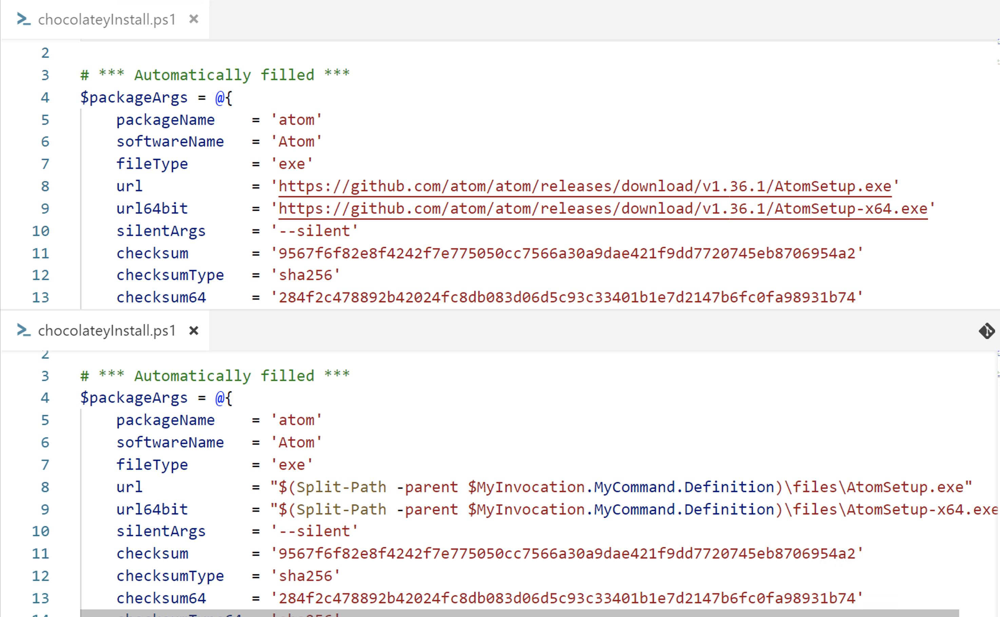 chocolateyInstall.ps1
2
3 # *** Automatically filled ***
4 $packageArgs = @{
5 packageName = 'atom'
6 softwareName = 'Atom'
7 fileType = 'exe'
8 url = 'https://github.com/atom/atom/releases/download/v1.36.1/AtomSetup.exe'
9 url64bit = 'https://github.com/atom/atom/releases/download/v1.36.1/AtomSetup-x64.exe'
10 silentArgs = '--silent'
11 checksum = '9567f6f82e8f4242f7e775050cc7566a30a9dae421f9dd7720745eb8706954a2'
12 checksumType = 'sha256'
13 checksum64 = '284f2c478892b42024fc8db083d06d5c93c33401b1e7d2147b6fc0fa98931b74'
chocolateyInstall.ps1
2
3 # *** Automatically filled ***
4 $packageArgs = @{
5 packageName = 'atom'
6 softwareName = 'Atom'
7 fileType = 'exe'
8 url = "$(Split-Path -parent $MyInvocation.MyCommand.Definition)\files\AtomSetup.exe"
9 url64bit = "$(Split-Path -parent $MyInvocation.MyCommand.Definition)\files\AtomSetup-x64.exe
10 silentArgs = '--silent'
11 checksum = '9567f6f82e8f4242f7e775050cc7566a30a9dae421f9dd7720745eb8706954a2'
12 checksumType = 'sha256'
13 checksum64 = '284f2c478892b42024fc8db083d06d5c93c33401b1e7d2147b6fc0fa98931b74'